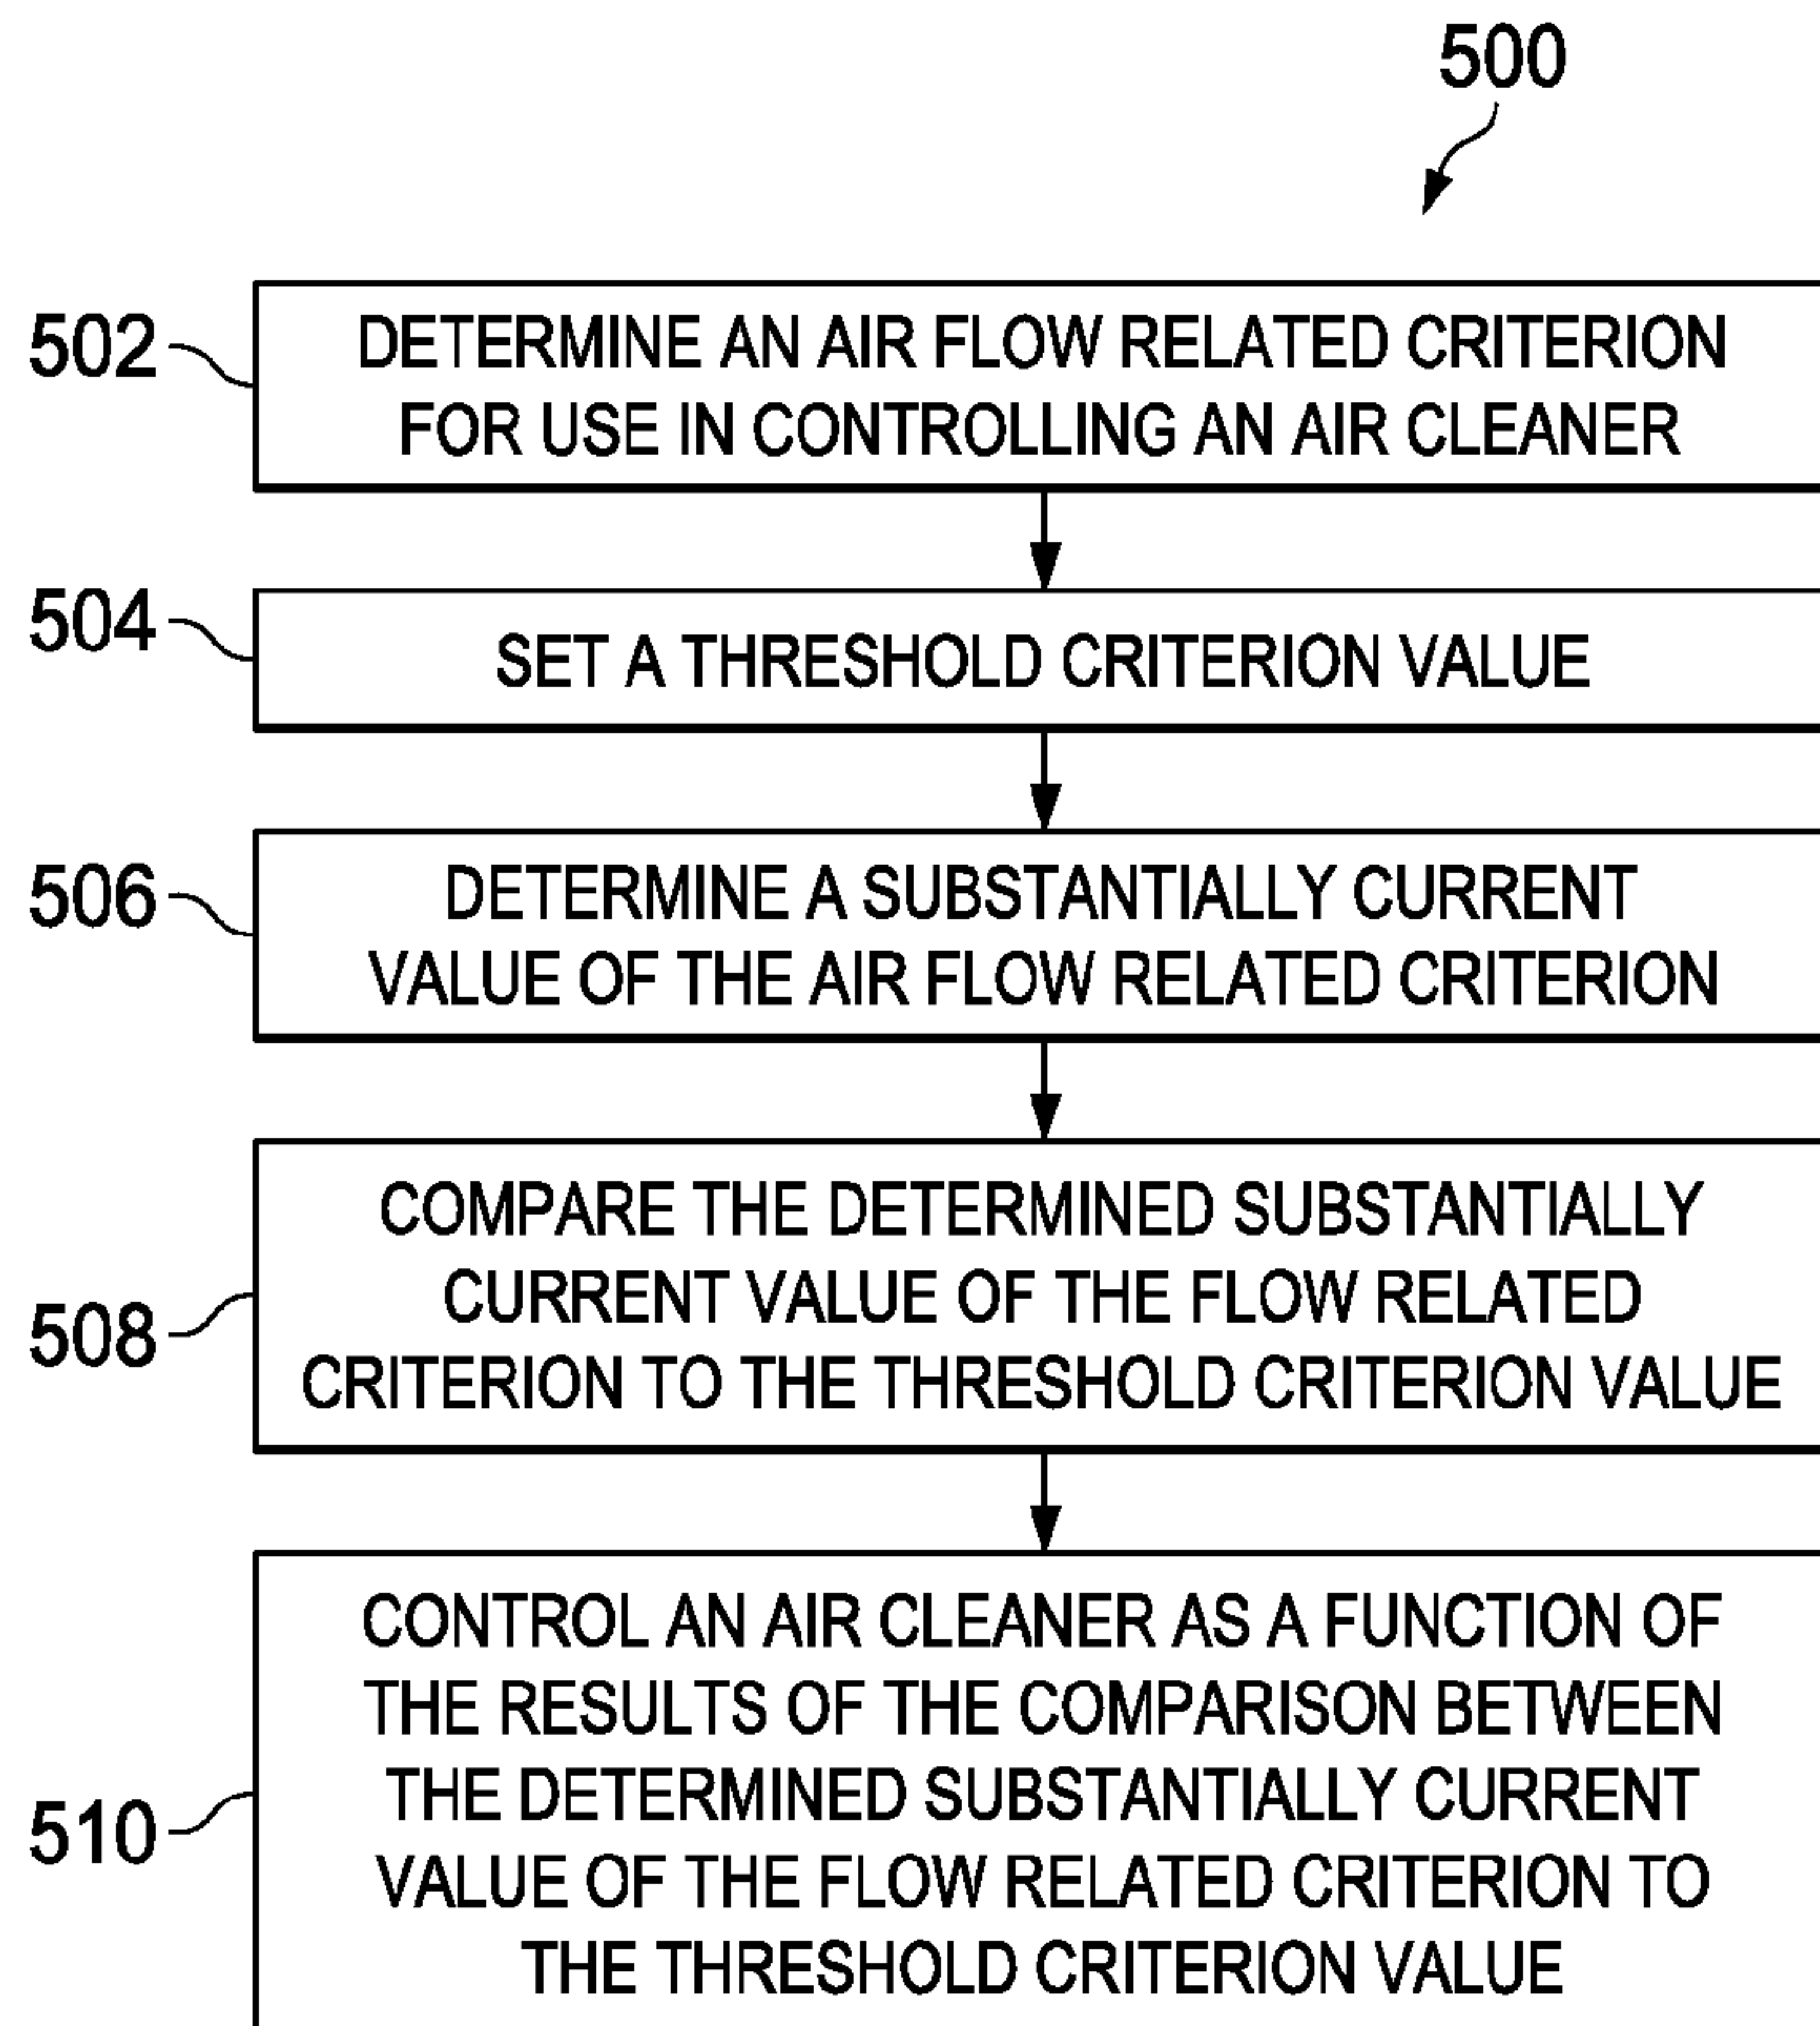 500
502
DETERMINE AN AIR FLOW RELATED CRITERION
FOR USE IN CONTROLLING AN AIR CLEANER
504
SET A THRESHOLD CRITERION VALUE
506
DETERMINE A SUBSTANTIALLY CURRENT
VALUE OF THE AIR FLOW RELATED CRITERION
508
COMPARE THE DETERMINED SUBSTANTIALLY
CURRENT VALUE OF THE FLOW RELATED
CRITERION TO THE THRESHOLD CRITERION VALUE
510
CONTROL AN AIR CLEANER AS A FUNCTION OF
THE RESULTS OF THE COMPARISON BETWEEN
THE DETERMINED SUBSTANTIALLY CURRENT
VALUE OF THE FLOW RELATED CRITERION TO
THE THRESHOLD CRITERION VALUE